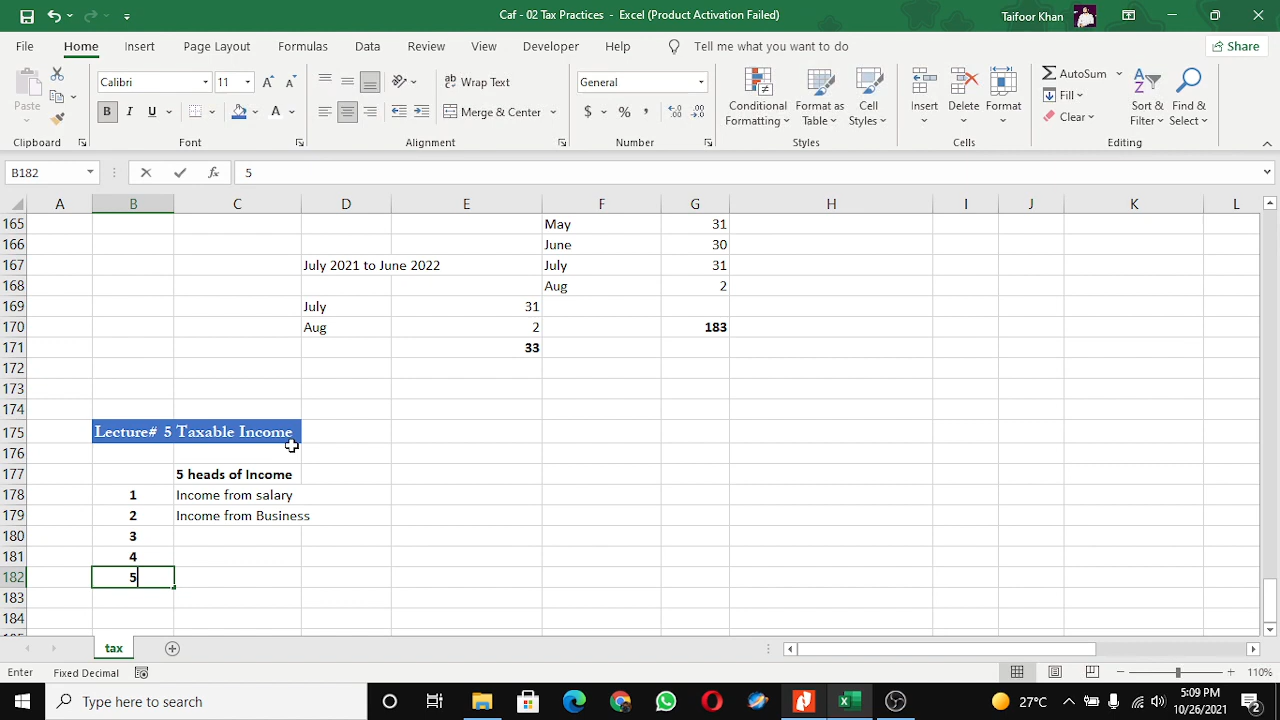 Caf - 02 Tax Practices - Excel (Product Activation Failed)
Taifoor Khan
File Home Insert Page Layout Formulas Data Review View Developer Help Tell me what you want to do Share
Paste
Calibri 11
Wrap Text
General
Conditional Formatting
Format as Table
Cell Styles
Insert Delete Format
AutoSum
Fill
Clear
Sort & Filter
Find & Select
B I U A
Merge & Center
$ %
Clipboard Font Alignment Number Styles Cells Editing
B182 fx 5
A B C D E F G H I J K L
165 May 31
166 June 30
167 July 2021 to June 2022 July 31
168 Aug 2
169 July 31
170 Aug 2 183
171 33
172
173
174
175 Lecture# 5 Taxable Income
176
177 5 heads of Income
178 1 Income from salary
179 2 Income from Business
180 3
181 4
182 5
183
184
tax
Enter Fixed Decimal 110%
Type here to search
27°C
5:09 PM
10/26/2021
2